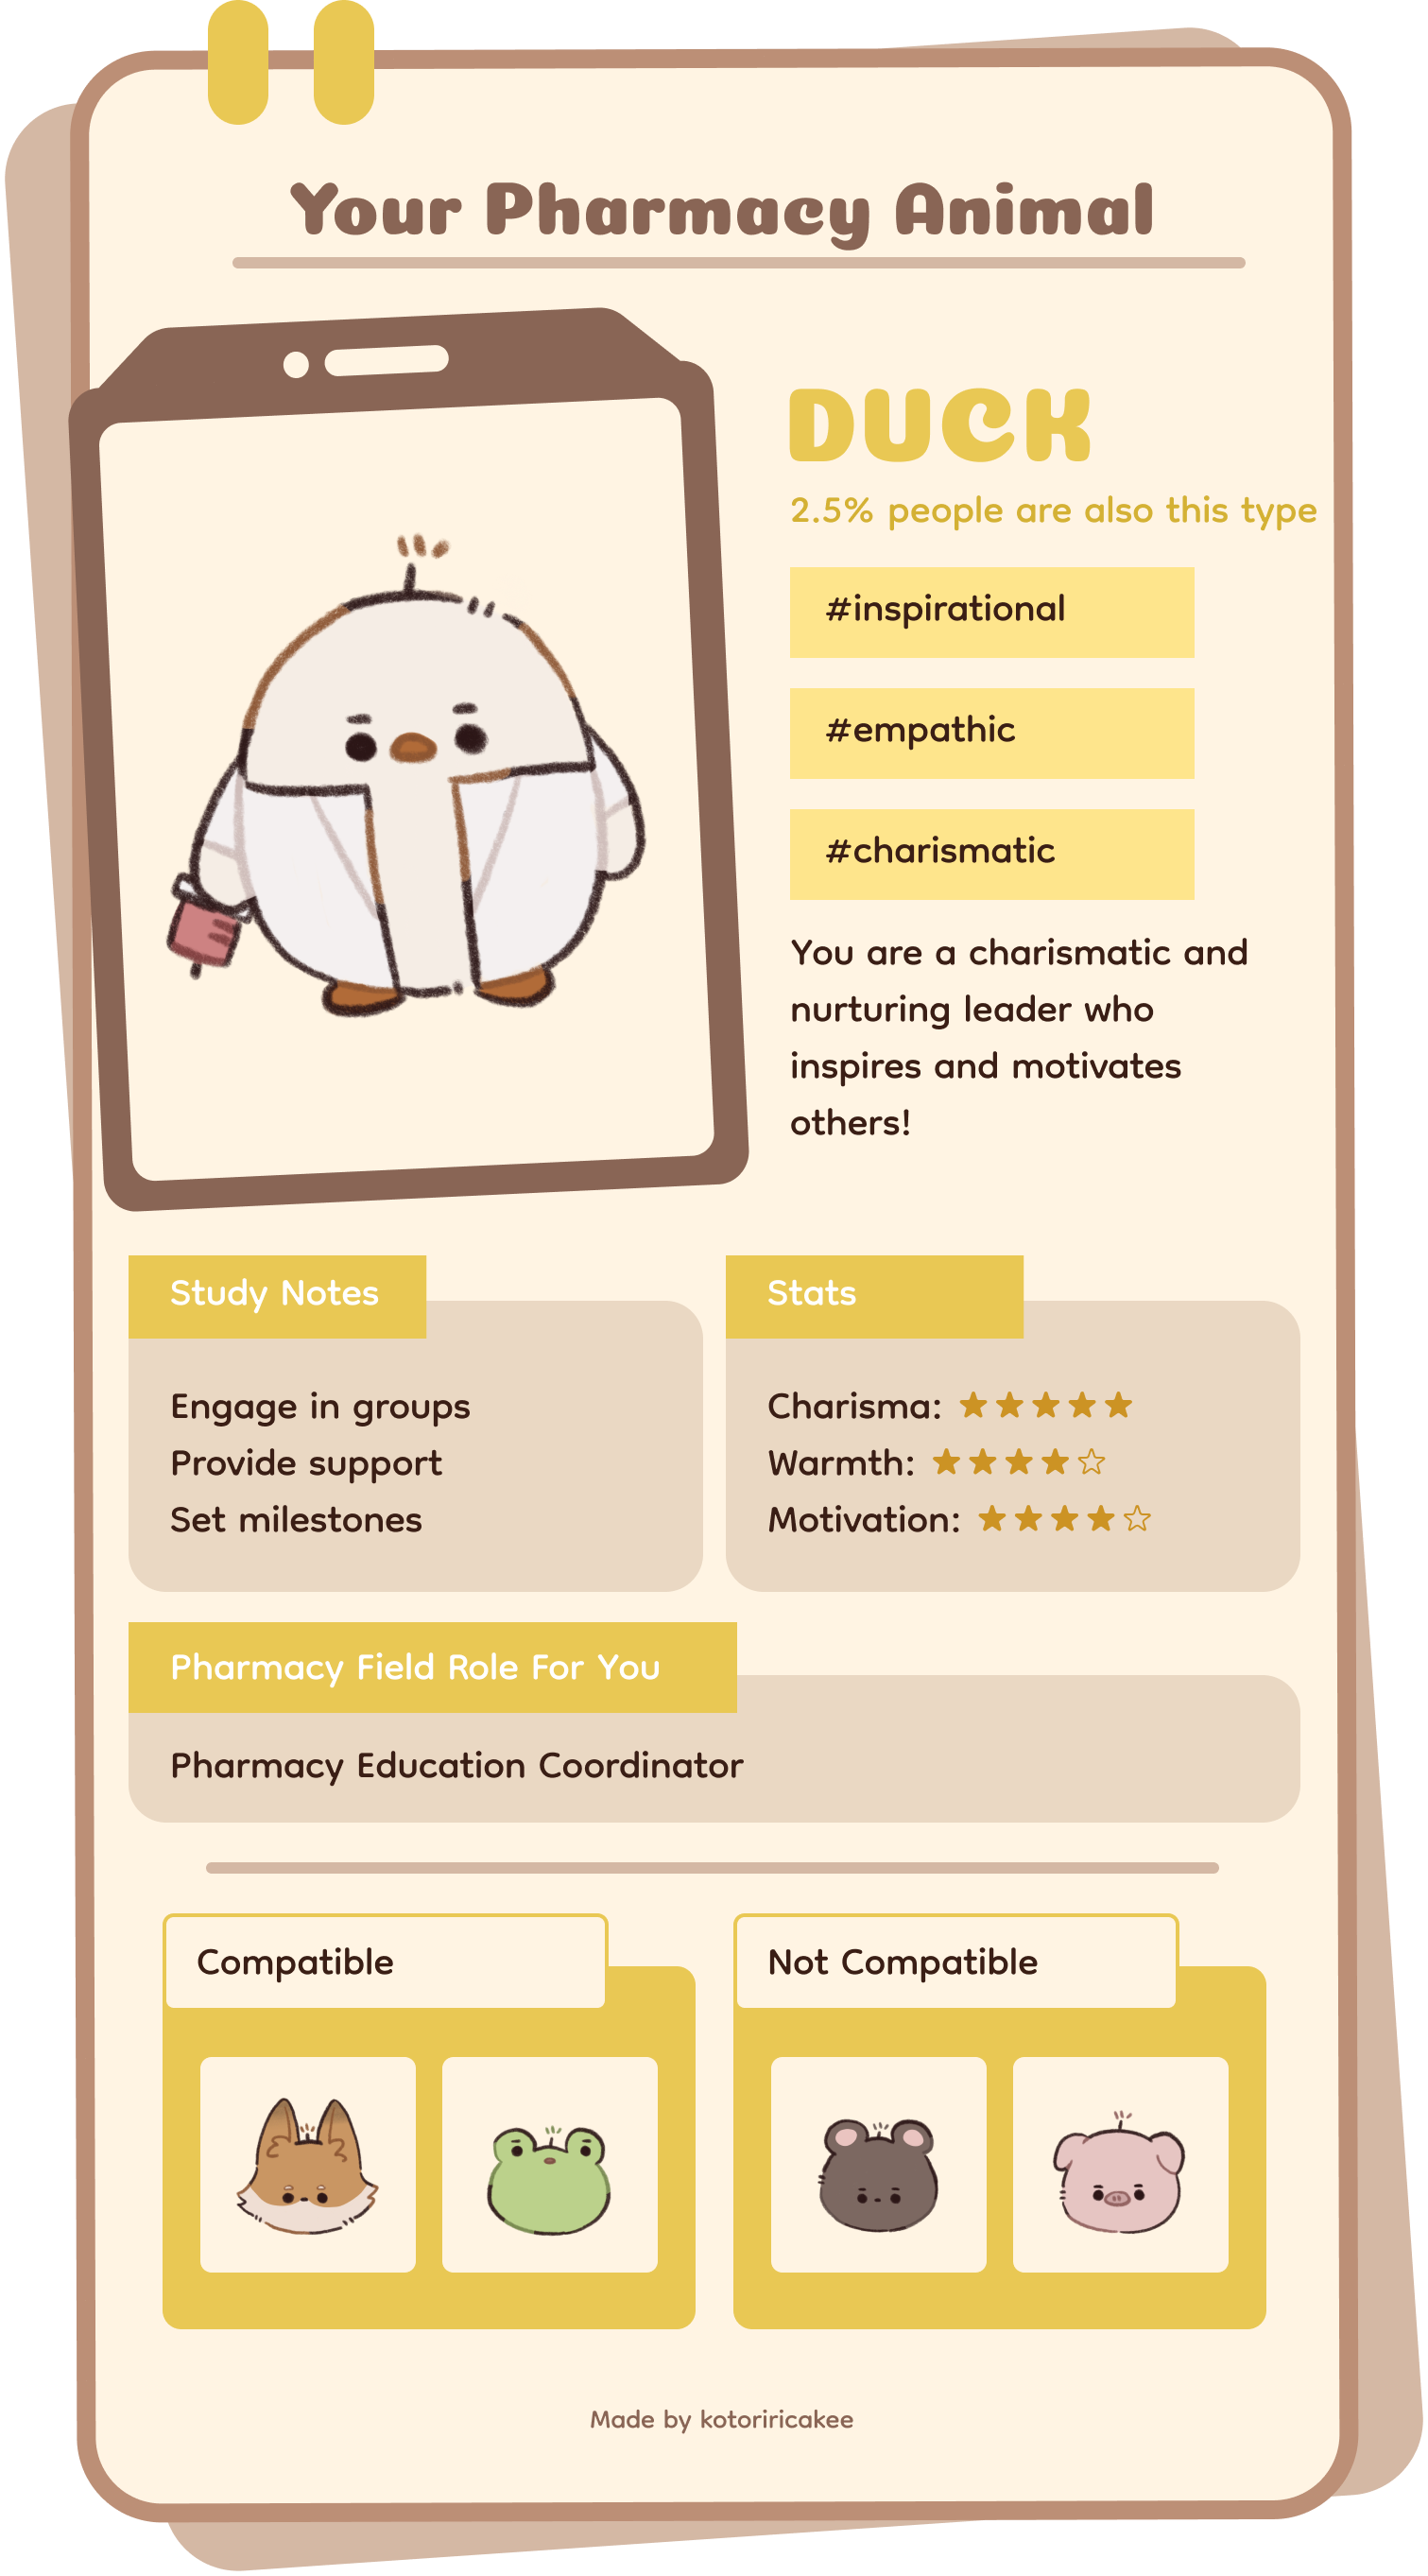 Your Pharmacy Animal
DUCK
2.5% people are also this type
#inspirational
#empathic
#charismatic
You are a charismatic and
nurturing leader who
inspires and motivates
others!
Study Notes
Engage in groups
Provide support
Set milestones
Stats
Charisma: ★★★★★
Warmth: ★★★★☆
Motivation: ★★★★☆
Pharmacy Field Role For You
Pharmacy Education Coordinator
Compatible
Not Compatible
Made by kotoriricakee